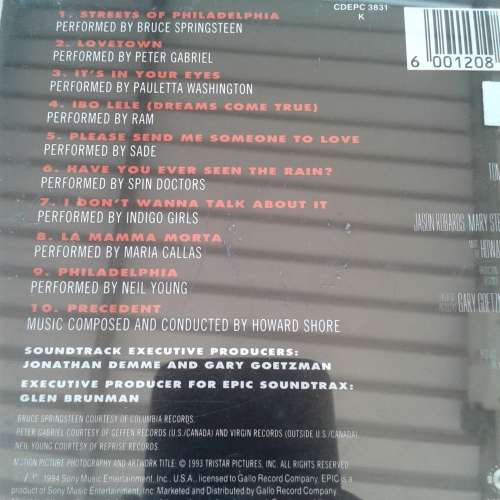 CDEPC 3831
K
6 001208
1. STREETS OF PHILADELPHIA
PERFORMED BY BRUCE SPRINGSTEEN
2. LOVETOWN
PERFORMED BY PETER GABRIEL
3. IT'S IN YOUR EYES
PERFORMED BY PAULETTA WASHINGTON
4. IBO LELE (DREAMS COME TRUE)
PERFORMED BY RAM
5. PLEASE SEND ME SOMEONE TO LOVE
PERFORMED BY SADE
6. HAVE YOU EVER SEEN THE RAIN?
PERFORMED BY SPIN DOCTORS
7. I DON'T WANNA TALK ABOUT IT
PERFORMED BY INDIGO GIRLS
8. LA MAMMA MORTA
PERFORMED BY MARIA CALLAS
9. PHILADELPHIA
PERFORMED BY NEIL YOUNG
10. PRECEDENT
MUSIC COMPOSED AND CONDUCTED BY HOWARD SHORE
SOUNDTRACK EXECUTIVE PRODUCERS:
JONATHAN DEMME AND GARY GOETZMAN
EXECUTIVE PRODUCER FOR EPIC SOUNDTRAX:
GLEN BRUNMAN
BRUCE SPRINGSTEEN COURTESY OF COLUMBIA RECORDS.
PETER GABRIEL COURTESY OF GEFFEN RECORDS (U.S./CANADA) AND VIRGIN RECORDS (OUTSIDE U.S./CANADA).
NEIL YOUNG COURTESY OF REPRISE RECORDS.
MOTION PICTURE PHOTOGRAPHY AND ARTWORK TITLE: © 1993 TRISTAR PICTURES, INC. ALL RIGHTS RESERVED.
1994 Sony Music Entertainment, Inc., licensed to Gallo Record Company. EPIC is a
product of Sony Music Entertainment, Inc. Marketed and Distributed by Gallo Record Company.
TOM
JASON ROBARDS MARY STE
HOWA
GARY GOETZM